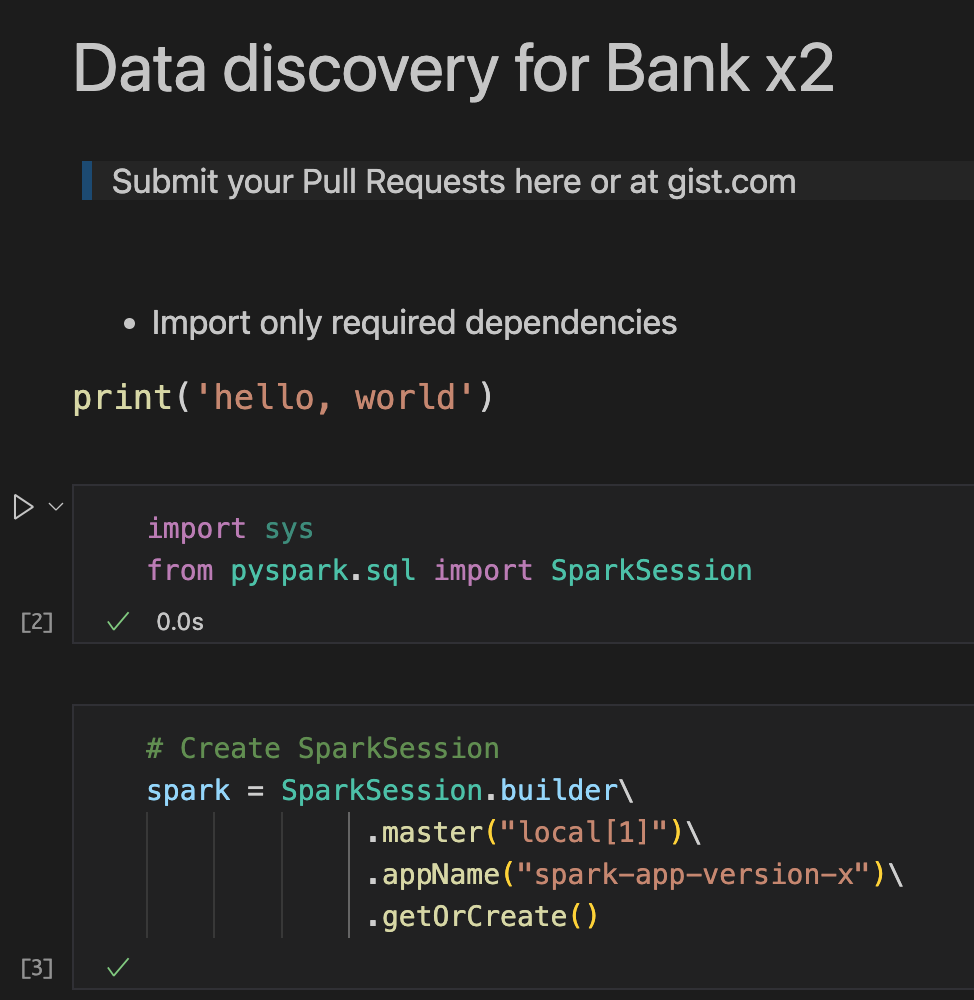 Data discovery for Bank x2
Submit your Pull Requests here or at gist.com
• Import only required dependencies
print('hello, world')
import sys
from pyspark.sql import SparkSession
[2] ✓ 0.0s
# Create SparkSession
spark = SparkSession.builder\
.master("local[1]")\
.appName("spark-app-version-x")\
.getOrCreate()
[3] ✓